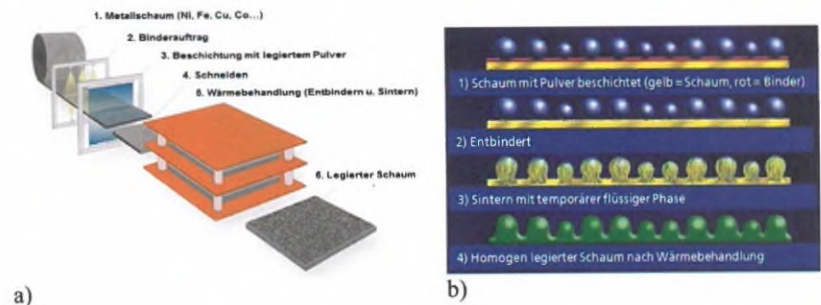 1. Metallschaum (Ni, Fe, Cu, Co...)
2. Binderauftrag
3. Beschichtung mit legiertem Pulver
4. Schneiden
5. Wärmebehandlung (Entbindern u. Sintern)
6. Legierter Schaum
a)
1) Schaum mit Pulver beschichtet (gelb = Schaum, rot = Binder)
2) Entbindert
3) Sintern mit temporärer flüssiger Phase
4) Homogen legierter Schaum nach Wärmebehandlung
b)